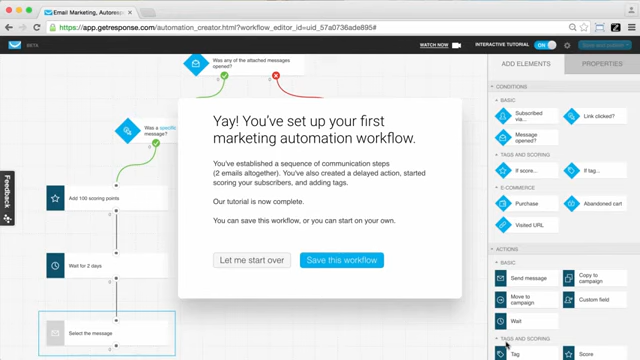 Email Marketing, Autoresp
https://app.getresponse.com/automation_creator.html?workflow_editor_id=uid_57a0736ade895#
BETA
WATCH NOW
INTERACTIVE TUTORIAL
ON
Save and publish
ADD ELEMENTS
PROPERTIES
Was any of the attached messages opened?
Was a specific message?
Add 100 scoring points
Wait for 2 days
Select the message
Feedback
Yay! You've set up your first
marketing automation workflow.
You've established a sequence of communication steps
(2 emails altogether). You've also created a delayed action, started
scoring your subscribers, and adding tags.
Our tutorial is now complete.
You can save this workflow, or you can start on your own.
Let me start over
Save this workflow
CONDITIONS
BASIC
Subscribed via...
Link clicked?
Message opened?
TAGS AND SCORING
If score...
If tag...
E-COMMERCE
Purchase
Abandoned cart
Visited URL
ACTIONS
BASIC
Send message
Copy to campaign
Move to campaign
Custom field
Wait
TAGS AND SCORING
Tag
Score